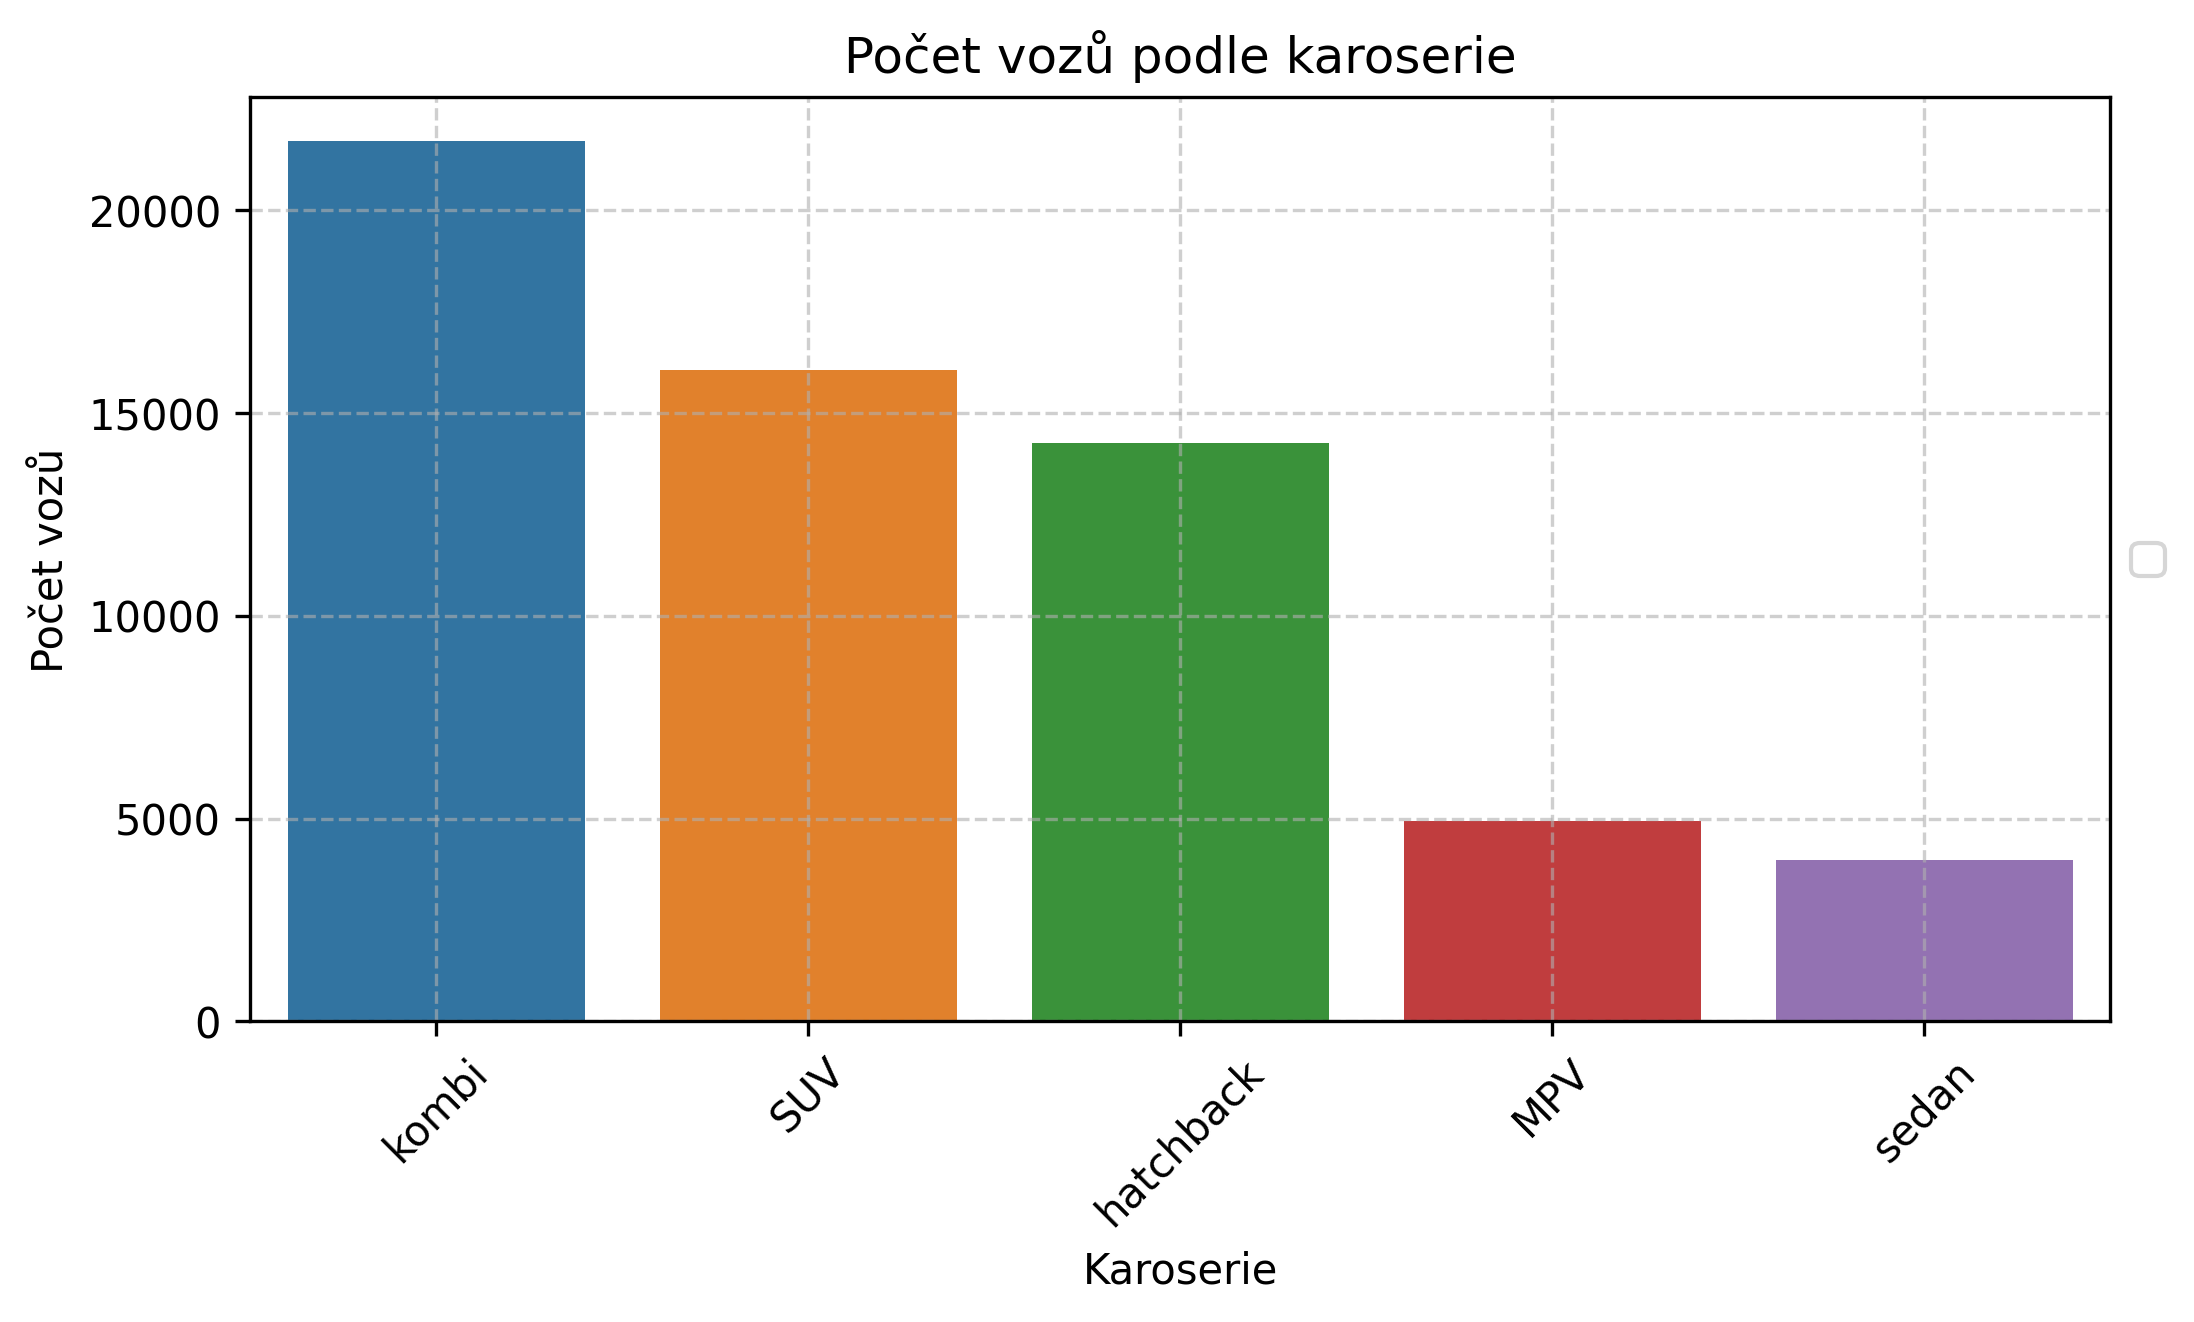 Počet vozů podle karoserie
Počet vozů
20000
15000
10000
5000
0
kombi
SUV
hatchback
MPV
sedan
Karoserie